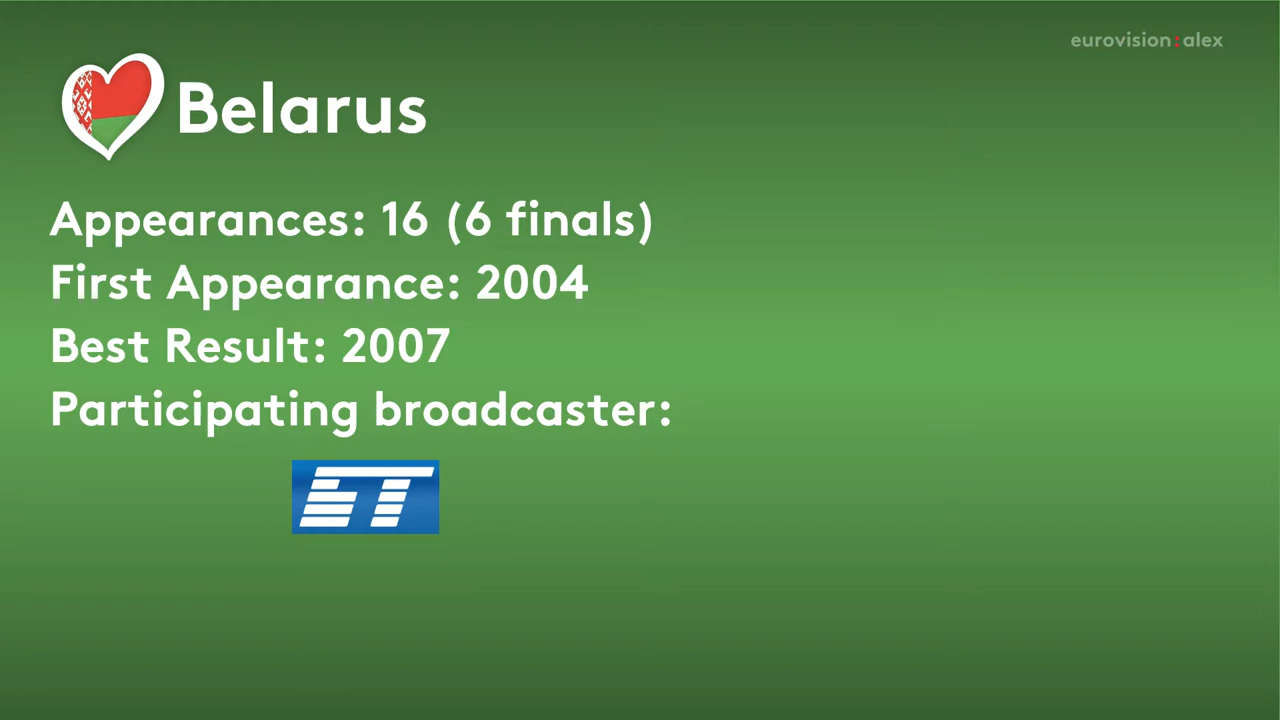 eurovision:alex
Belarus
Appearances: 16 (6 finals)
First Appearance: 2004
Best Result: 2007
Participating broadcaster:
БТ